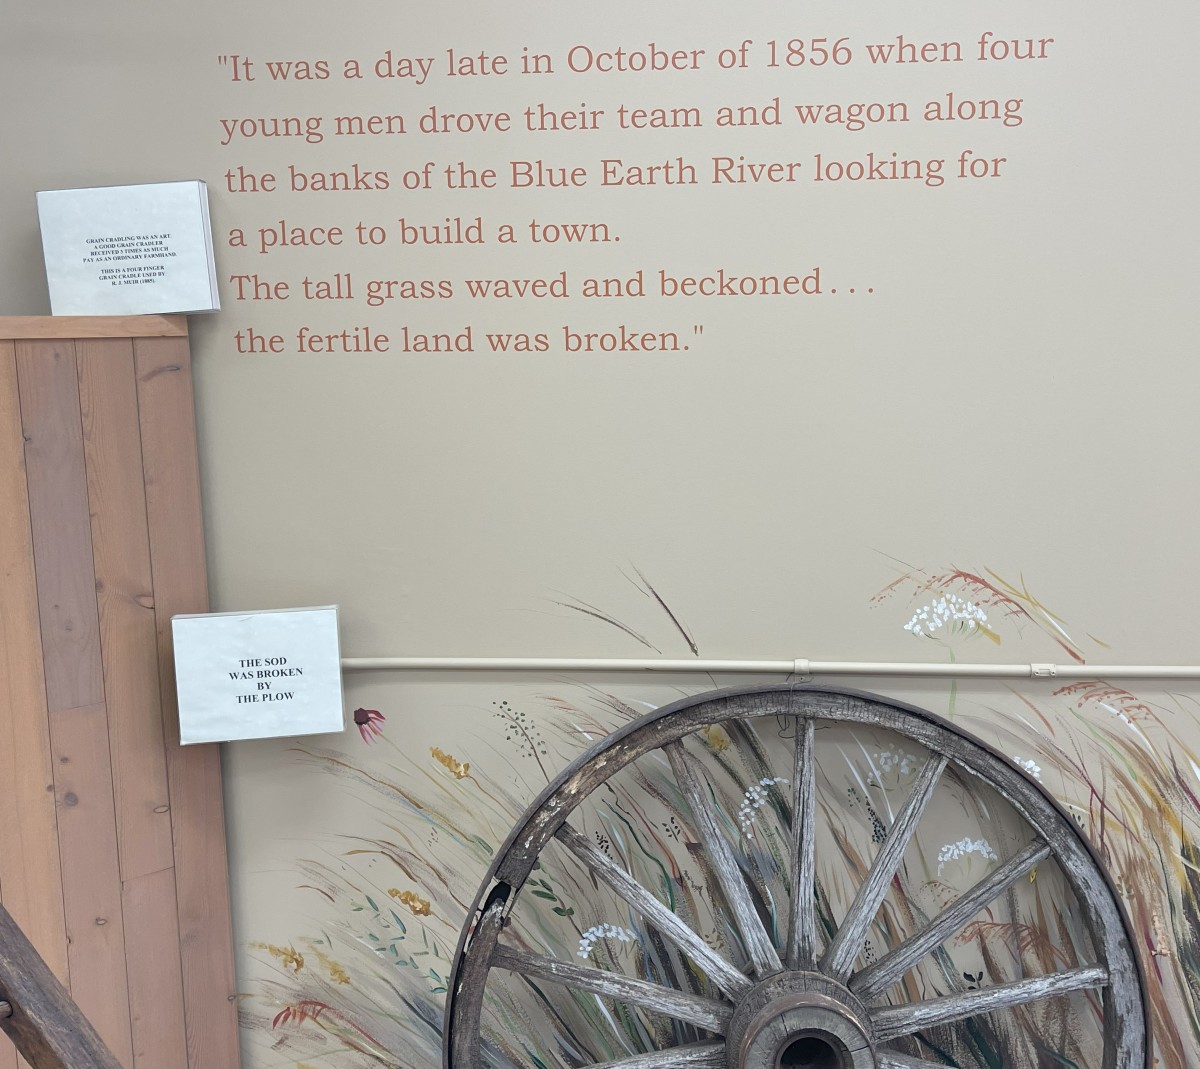 "It was a day late in October of 1856 when four
young men drove their team and wagon along
the banks of the Blue Earth River looking for
a place to build a town.
The tall grass waved and beckoned...
the fertile land was broken."
GRAIN CRADLING WAS AN ART.
A GOOD GRAIN CRADLER
RECEIVED 3 TIMES AS MUCH
PAY AS AN ORDINARY FARMHAND.
THIS IS A FOUR FINGER
GRAIN CRADLE USED BY
R. J. MUIR (1885)
THE SOD
WAS BROKEN
BY
THE PLOW